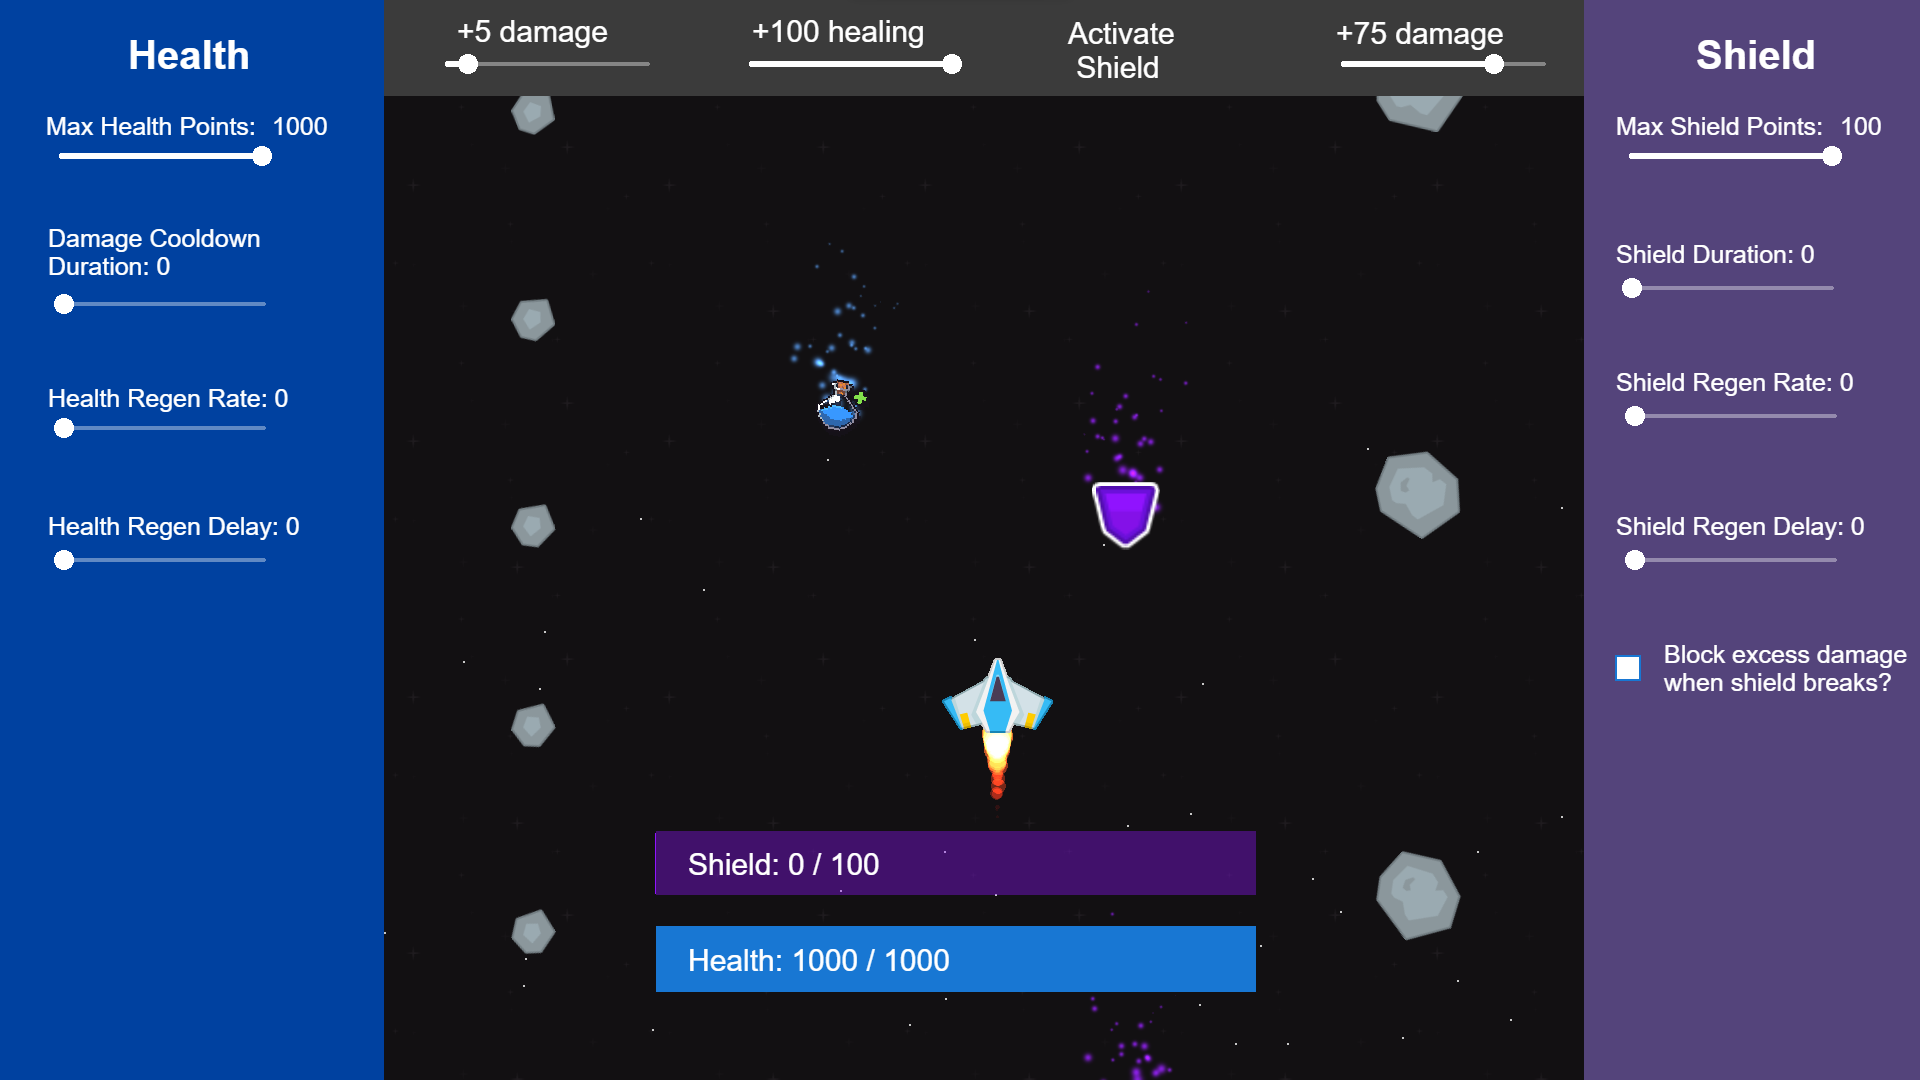 Health
Max Health Points: 1000
Damage Cooldown
Duration: 0
Health Regen Rate: 0
Health Regen Delay: 0
+5 damage
+100 healing
Activate
Shield
+75 damage
Shield: 0 / 100
Health: 1000 / 1000
Shield
Max Shield Points: 100
Shield Duration: 0
Shield Regen Rate: 0
Shield Regen Delay: 0
Block excess damage
when shield breaks?